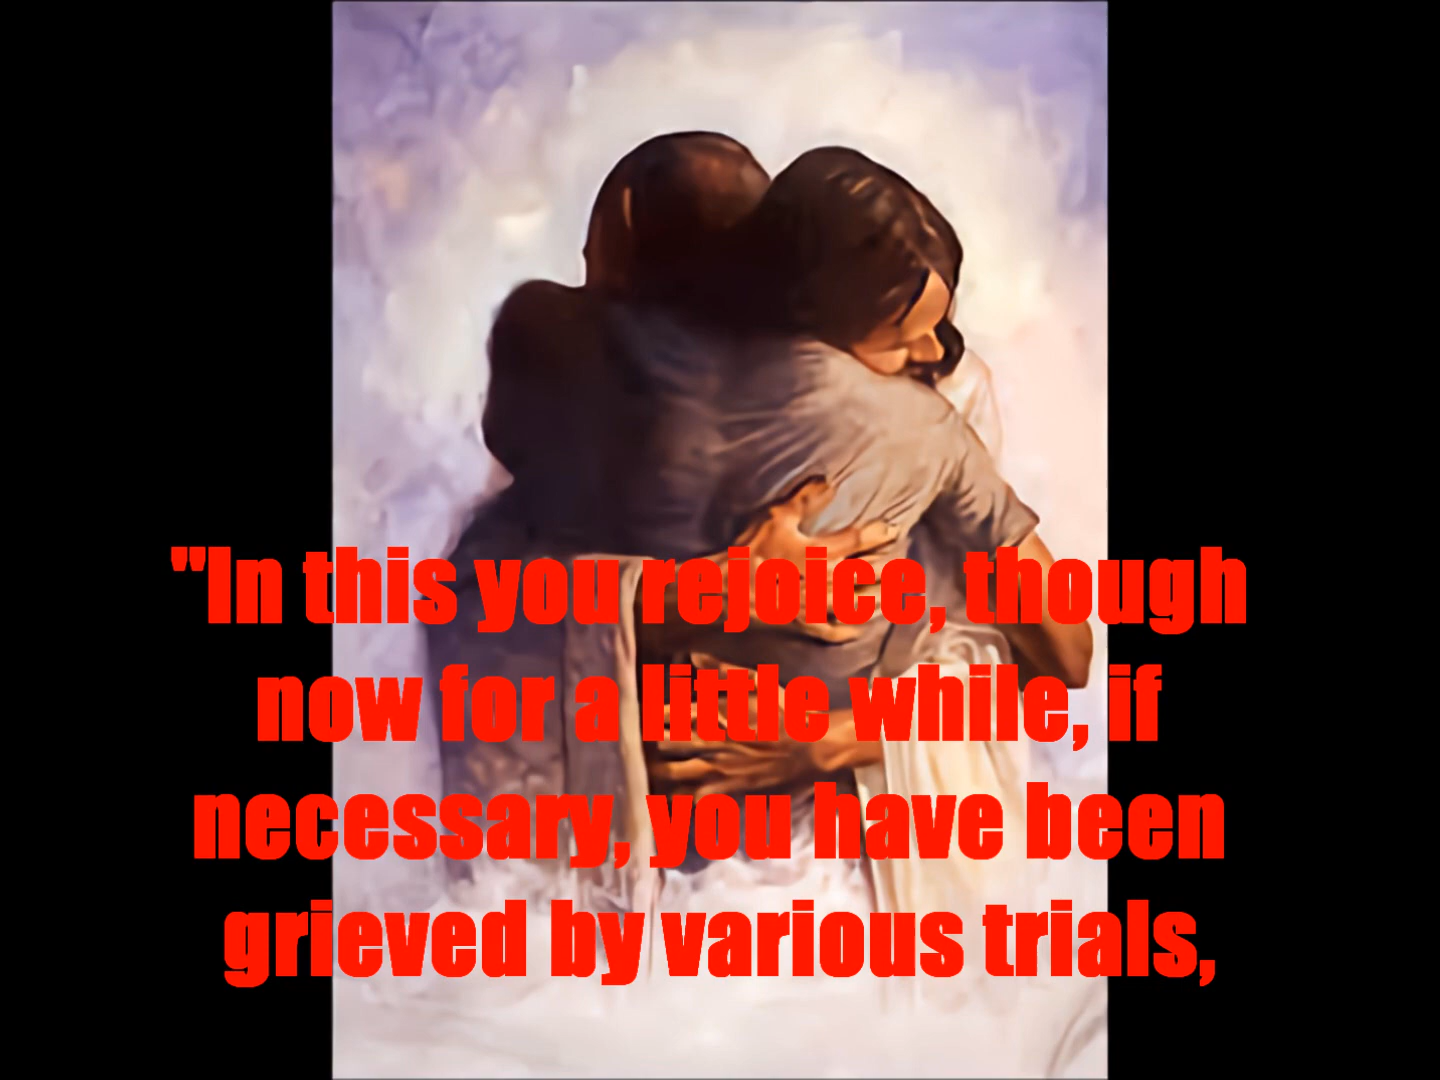 "In this you rejoice, though
now for a little while, if
necessary, you have been
grieved by various trials,